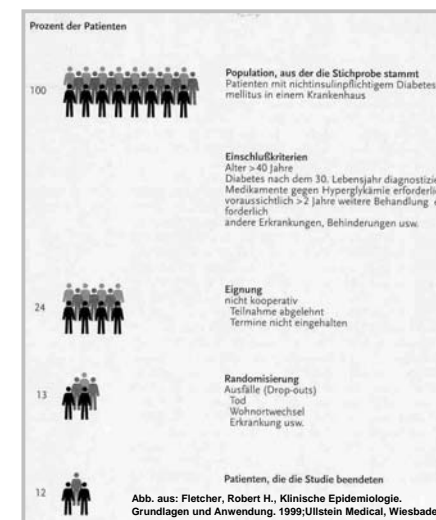 Prozent der Patienten
100
Population, aus der die Stichprobe stammt
Patienten mit nichtinsulinpflichtigem Diabetes
mellitus in einem Krankenhaus
Einschlußkriterien
Alter >40 Jahre
Diabetes nach dem 30. Lebensjahr
Medikamente gegen Hyperglykämie
voraussichtlich >2 Jahre weitere Behandlung
forderlich
andere Erkrankungen, Behinderungen usw.
24
Eignung
nicht kooperativ
Teilnahme abgelehnt
Termine nicht eingehalten
13
Randomisierung
Ausfälle (Drop-outs)
Tod
Wohnortwechsel
Erkrankung usw.
12
Patienten, die die Studie beendeten
Abb. aus: Fletcher, Robert H., Klinische Epidemiologie.
Grundlagen und Anwendung. 1999;Ullstein Medical,